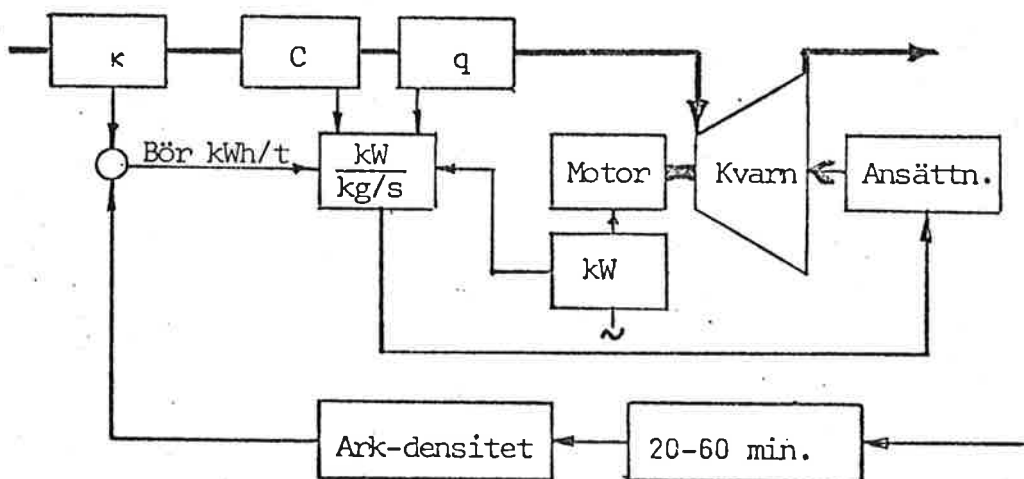 κ
C
q
Bör kWh/t
kW
kg/s
Motor
Kvarn
Ansättn.
kW
~
Ark-densitet
20-60 min.